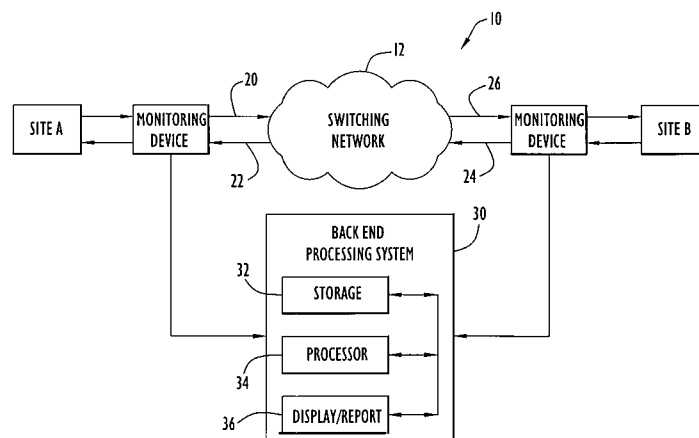 10
12
20
26
SITE A
MONITORING
DEVICE
SWITCHING
NETWORK
MONITORING
DEVICE
SITE B
22
24
30
BACK END
PROCESSING SYSTEM
32
STORAGE
34
PROCESSOR
36
DISPLAY/REPORT